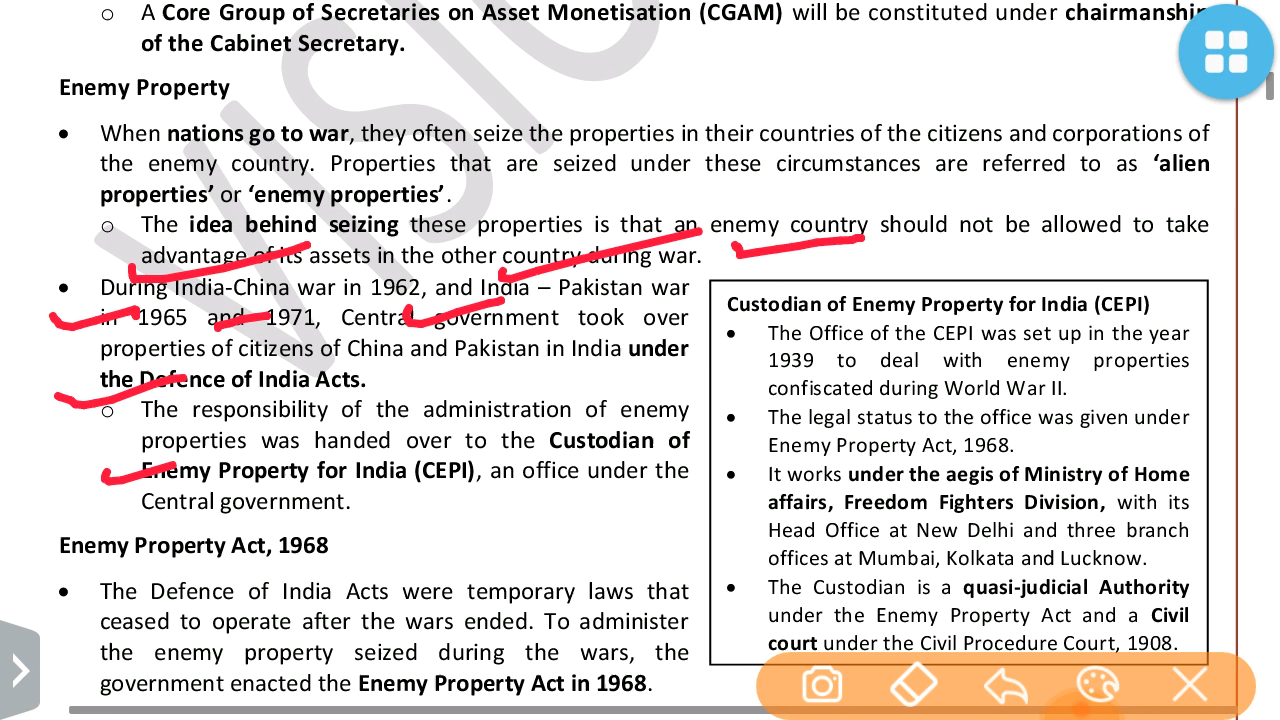 ○ A Core Group of Secretaries on Asset Monetisation (CGAM) will be constituted under chairmanship
of the Cabinet Secretary.
Enemy Property
• When nations go to war, they often seize the properties in their countries of the citizens and corporations of
the enemy country. Properties that are seized under these circumstances are referred to as ‘alien
properties’ or ‘enemy properties’.
○ The idea behind seizing these properties is that an enemy country should not be allowed to take
advantage of its assets in the other country during war.
• During India-China war in 1962, and India – Pakistan war
in 1965 and 1971, Central government took over
properties of citizens of China and Pakistan in India under
the Defence of India Acts.
○ The responsibility of the administration of enemy
properties was handed over to the Custodian of
Enemy Property for India (CEPI), an office under the
Central government.
Enemy Property Act, 1968
• The Defence of India Acts were temporary laws that
ceased to operate after the wars ended. To administer
the enemy property seized during the wars, the
government enacted the Enemy Property Act in 1968.
Custodian of Enemy Property for India (CEPI)
• The Office of the CEPI was set up in the year
1939 to deal with enemy properties
confiscated during World War II.
• The legal status to the office was given under
Enemy Property Act, 1968.
• It works under the aegis of Ministry of Home
affairs, Freedom Fighters Division, with its
Head Office at New Delhi and three branch
offices at Mumbai, Kolkata and Lucknow.
• The Custodian is a quasi-judicial Authority
under the Enemy Property Act and a Civil
court under the Civil Procedure Court, 1908.